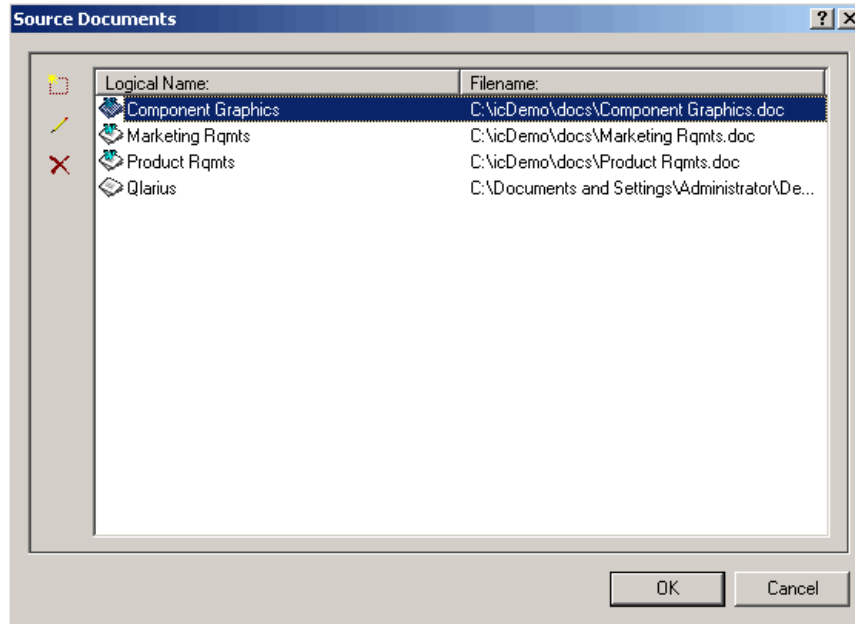 Source Documents
Logical Name: Filename:
Component Graphics C:\icDemo\docs\Component Graphics.doc
Marketing Rqmts C:\icDemo\docs\Marketing Rqmts.doc
Product Rqmts C:\icDemo\docs\Product Rqmts.doc
Qlarius C:\Documents and Settings\Administrator\De...
OK Cancel